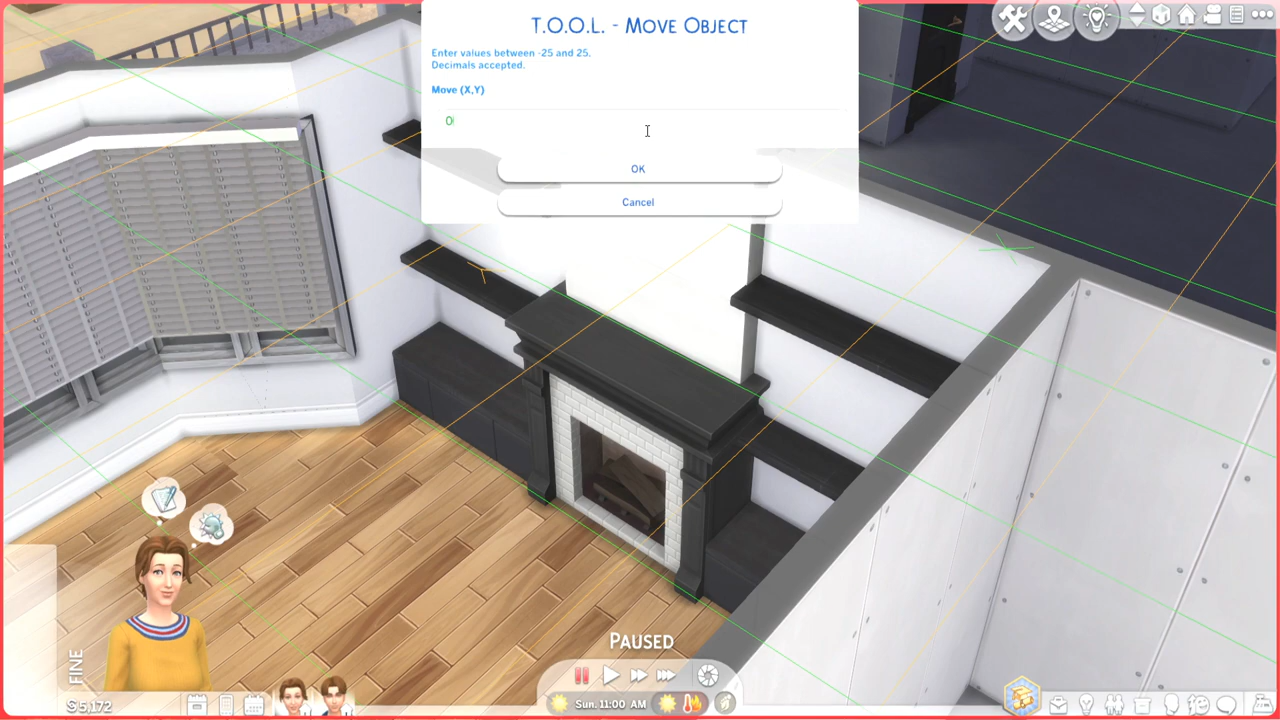 T.O.O.L. - Move Object
Enter values between -25 and 25.
Decimals accepted.
Move (X,Y)
0
OK
Cancel
FINE
§5,172
Paused
Sun. 11:00 AM